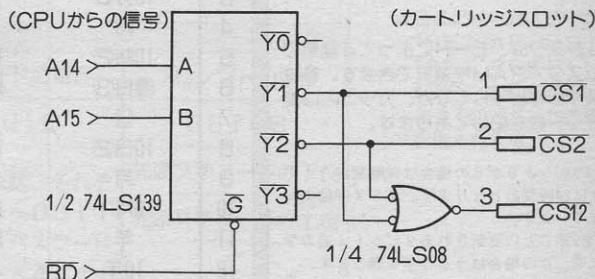 (CPUからの信号)
(カートリッジスロット)
A14
A
Y0
Y1
1
CS1
A15
B
Y2
2
CS2
Y3
1/2 74LS139
G
3
CS12
1/4 74LS08
RD